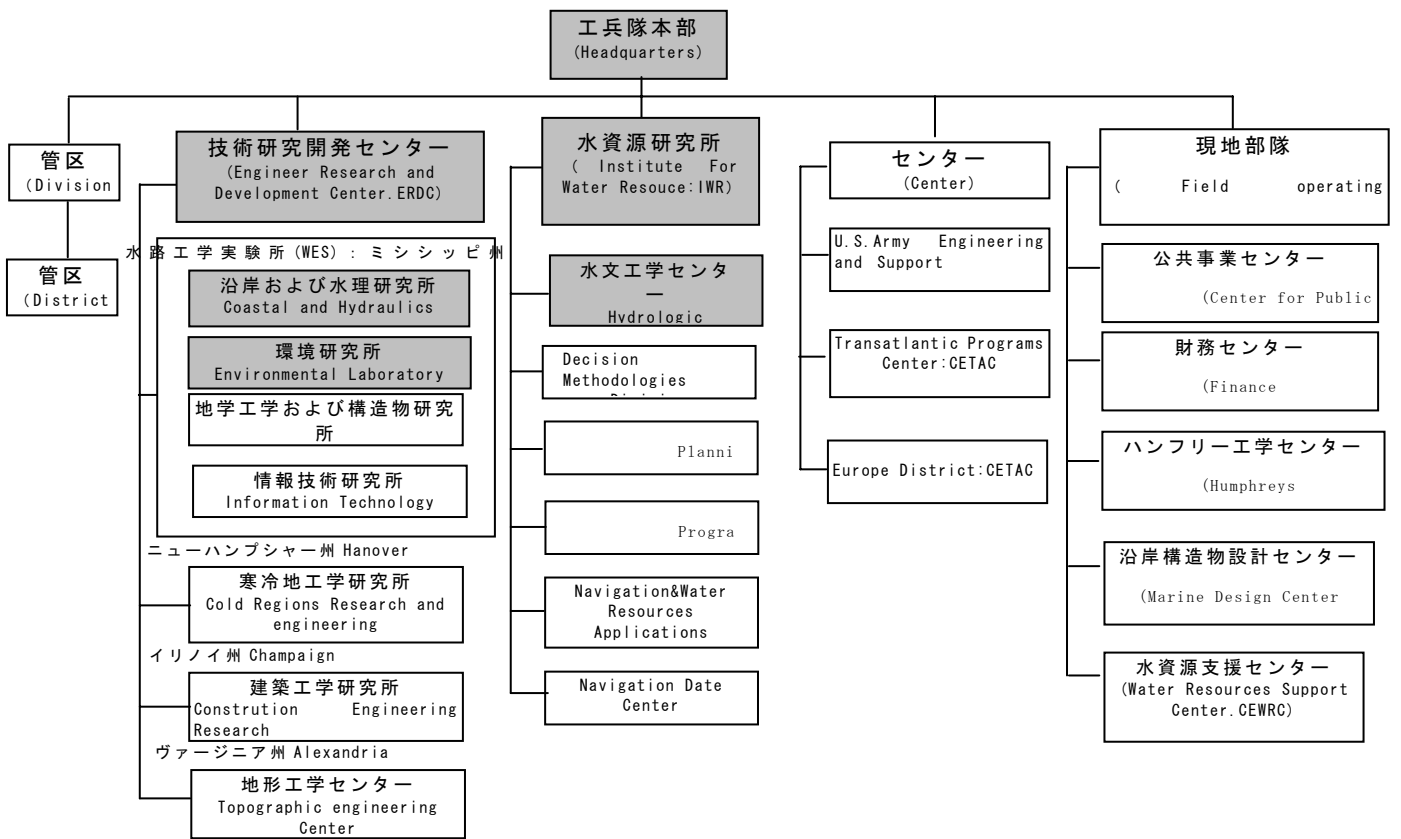 工兵隊本部
(Headquarters)
管区
(Division
管区
(District
技術研究開発センター
(Engineer Research and
Development Center.ERDC)
水路工学実験所(WES) : ミシシッピ州
沿岸および水理研究所
Coastal and Hydraulics
環境研究所
Environmental Laboratory
地学工学および構造物研究
所
情報技術研究所
Information Technology
ニューハンプシャー州 Hanover
寒冷地工学研究所
Cold Regions Research and
engineering
イリノイ州 Champaign
建築工学研究所
Constrution Engineering
Research
ヴァージニア州 Alexandria
地形工学センター
Topographic engineering
Center
水資源研究所
( Institute For
Water Resouce:IWR)
水文工学センタ
ー
Hydrologic
Decision
Methodologies
Planni
Progra
Navigation&Water
Resources
Applications
Navigation Date
Center
センター
(Center)
U.S.Army Engineering
and Support
Transatlantic Programs
Center:CETAC
Europe District:CETAC
現地部隊
( Field operating
公共事業センター
(Center for Public
財務センター
(Finance
ハンフリー工学センター
(Humphreys
沿岸構造物設計センター
(Marine Design Center
水資源支援センター
(Water Resources Support
Center.CEWRC)